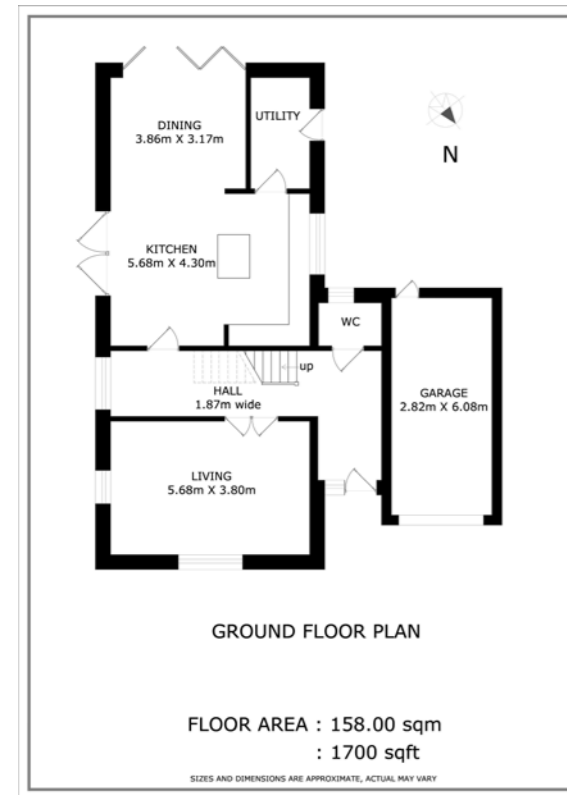 UTILITY
DINING
3.86m X 3.17m
N
KITCHEN
5.68m X 4.30m
WC
up
HALL
1.87m wide
GARAGE
2.82m X 6.08m
LIVING
5.68m X 3.80m
GROUND FLOOR PLAN
FLOOR AREA : 158.00 sqm
: 1700 sqft
SIZES AND DIMENSIONS ARE APPROXIMATE, ACTUAL MAY VARY